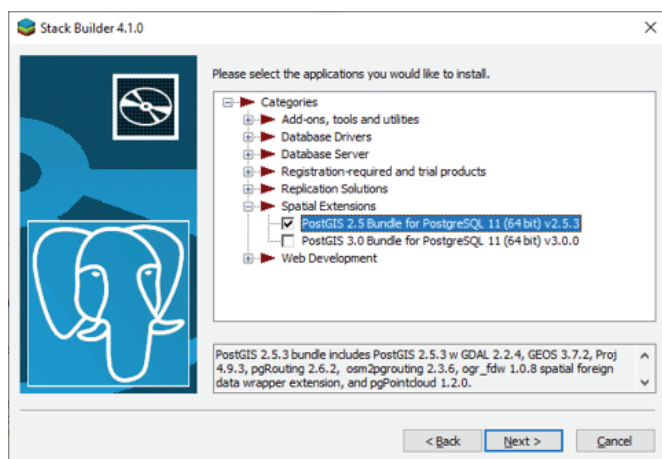 Stack Builder 4.1.0
Please select the applications you would like to install.
Categories
Add-ons, tools and utilities
Database Drivers
Database Server
Registration-required and trial products
Replication Solutions
Spatial Extensions
PostGIS 2.5 Bundle for PostgreSQL 11 (64 bit) v2.5.3
PostGIS 3.0 Bundle for PostgreSQL 11 (64 bit) v3.0.0
Web Development
PostGIS 2.5.3 bundle includes PostGIS 2.5.3 w GDAL 2.2.4, GEOS 3.7.2, Proj
4.9.3, pgRouting 2.6.2, osm2pgrouting 2.3.6, ogr_fdw 1.0.8 spatial foreign
data wrapper extension, and pgPointcloud 1.2.0.
< Back Next > Cancel